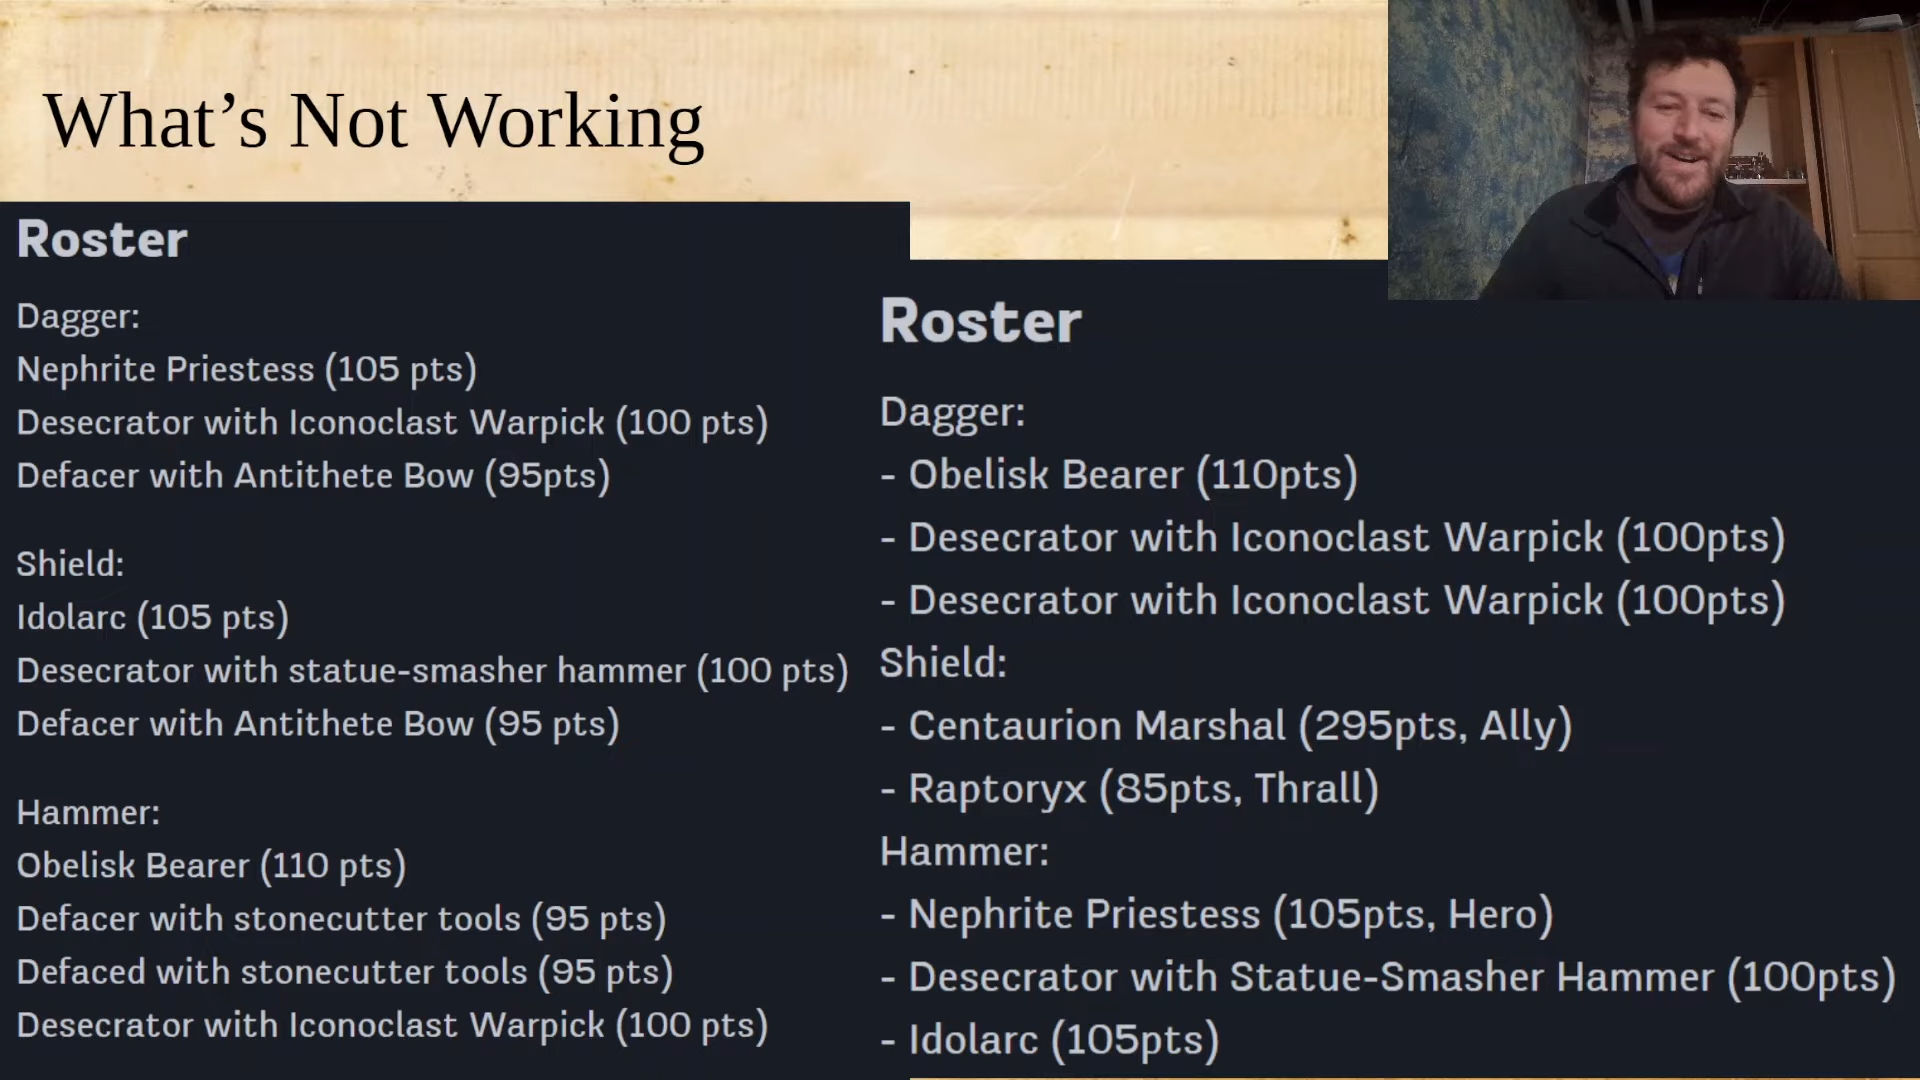 What's Not Working
Roster
Dagger:
Nephrite Priestess (105 pts)
Desecrator with Iconoclast Warpick (100 pts)
Defacer with Antithete Bow (95pts)
Shield:
Idolarc (105 pts)
Desecrator with statue-smasher hammer (100 pts)
Defacer with Antithete Bow (95 pts)
Hammer:
Obelisk Bearer (110 pts)
Defacer with stonecutter tools (95 pts)
Defaced with stonecutter tools (95 pts)
Desecrator with Iconoclast Warpick (100 pts)
Roster
Dagger:
- Obelisk Bearer (110pts)
- Desecrator with Iconoclast Warpick (100pts)
- Desecrator with Iconoclast Warpick (100pts)
Shield:
- Centaurion Marshal (295pts, Ally)
- Raptoryx (85pts, Thrall)
Hammer:
- Nephrite Priestess (105pts, Hero)
- Desecrator with Statue-Smasher Hammer (100pts)
- Idolarc (105pts)